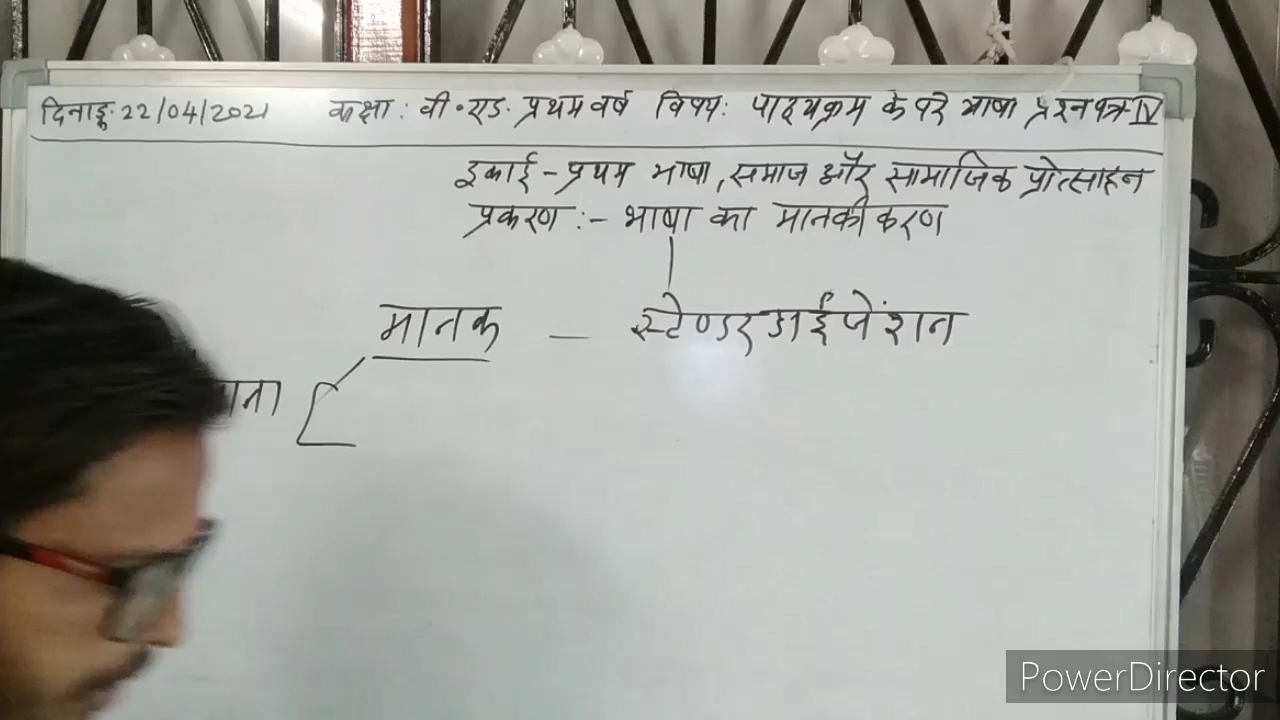 दिनाङ्क: 22/04/2021 कक्षा: वी.एड. प्रथम वर्ष विषय: पाठ्यक्रम के परे भाषा प्रश्नपत्र-IV
इकाई - प्रथम भाषा, समाज और सामाजिक प्रोत्साहन
प्रकरण :- भाषा का मानकीकरण
मानक - स्टेण्डरडाईजेंशन
PowerDirector